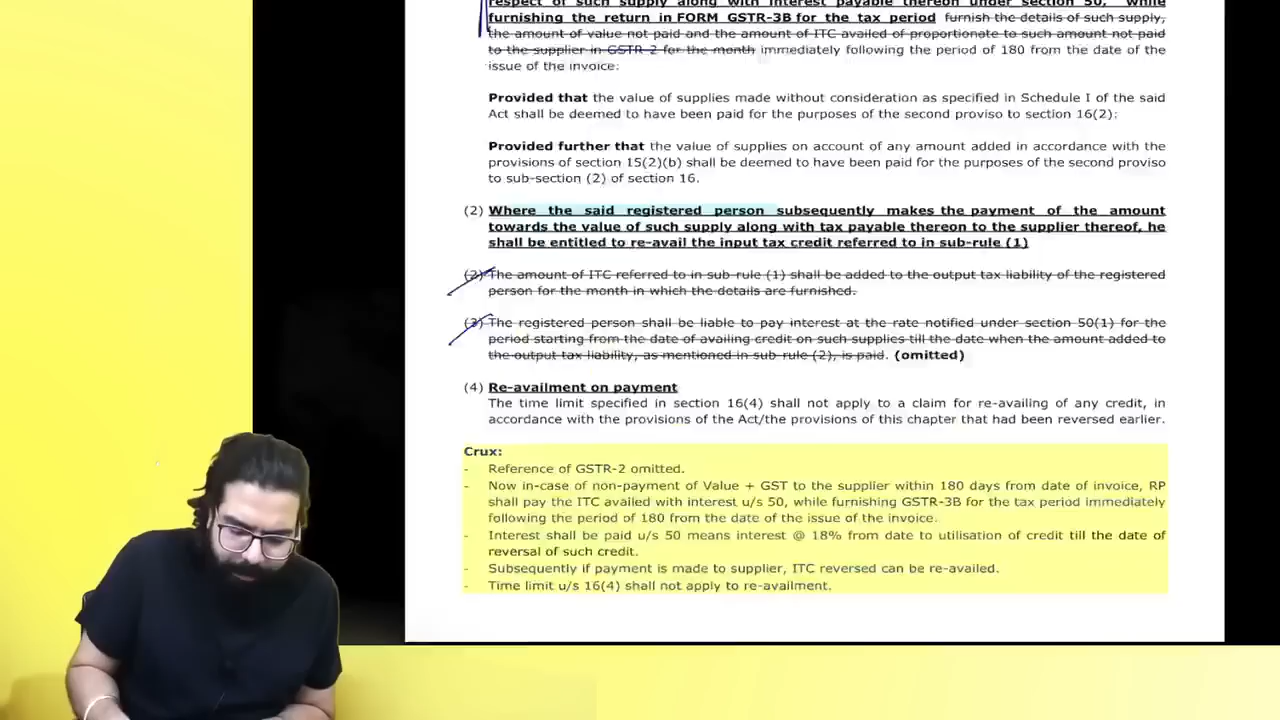 respect of such supply along with interest payable thereon under section 50, while
furnishing the return in FORM GSTR-3B for the tax period furnish the details of such supply,
the amount of value not paid and the amount of ITC availed of proportionate to such amount not paid
to the supplier in GSTR-2 for the month immediately following the period of 180 from the date of the
issue of the invoice:
Provided that the value of supplies made without consideration as specified in Schedule I of the said
Act shall be deemed to have been paid for the purposes of the second proviso to section 16(2):
Provided further that the value of supplies on account of any amount added in accordance with the
provisions of section 15(2)(b) shall be deemed to have been paid for the purposes of the second proviso
to sub-section (2) of section 16.
(2) Where the said registered person subsequently makes the payment of the amount
towards the value of such supply along with tax payable thereon to the supplier thereof, he
shall be entitled to re-avail the input tax credit referred to in sub-rule (1)
(2) The amount of ITC referred to in sub-rule (1) shall be added to the output tax liability of the registered
person for the month in which the details are furnished.
(3) The registered person shall be liable to pay interest at the rate notified under section 50(1) for the
period starting from the date of availing credit on such supplies till the date when the amount added to
the output tax liability, as mentioned in sub-rule (2), is paid. (omitted)
(4) Re-availment on payment
The time limit specified in section 16(4) shall not apply to a claim for re-availing of any credit, in
accordance with the provisions of the Act/the provisions of this chapter that had been reversed earlier.
Crux:
- Reference of GSTR-2 omitted.
- Now in-case of non-payment of Value + GST to the supplier within 180 days from date of invoice, RP
shall pay the ITC availed with interest u/s 50, while furnishing GSTR-3B for the tax period immediately
following the period of 180 from the date of the issue of the invoice.
- Interest shall be paid u/s 50 means interest @ 18% from date to utilisation of credit till the date of
reversal of such credit.
- Subsequently if payment is made to supplier, ITC reversed can be re-availed.
- Time limit u/s 16(4) shall not apply to re-availment.